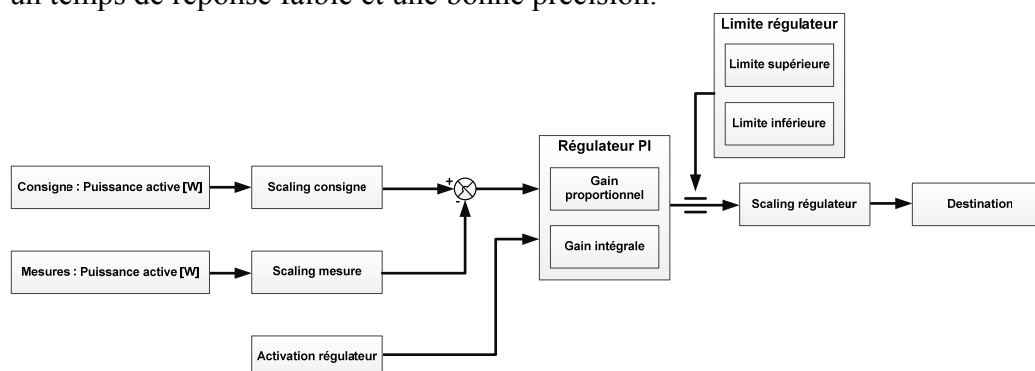 un temps de réponse faible et une bonne précision.
Limite régulateur
Limite supérieure
Limite inférieure
Régulateur PI
Gain
proportionnel
Gain intégrale
Consigne : Puissance active [W]
Scaling consigne
+
-
Scaling régulateur
Destination
Mesures : Puissance active [W]
Scaling mesure
Activation régulateur